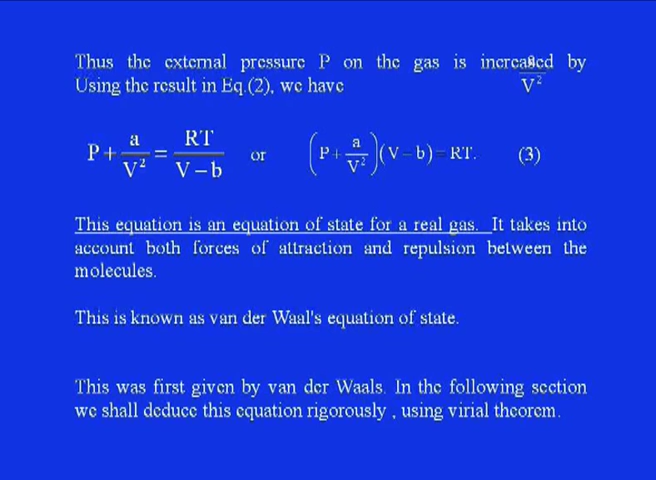 Thus the external pressure P on the gas is increased by a/V²
Using the result in Eq.(2), we have
P + a/V² = RT/(V – b) or (P + a/V²)(V – b) = RT. (3)
This equation is an equation of state for a real gas. It takes into
account both forces of attraction and repulsion between the
molecules.
This is known as van der Waal's equation of state.
This was first given by van der Waals. In the following section
we shall deduce this equation rigorously , using virial theorem.